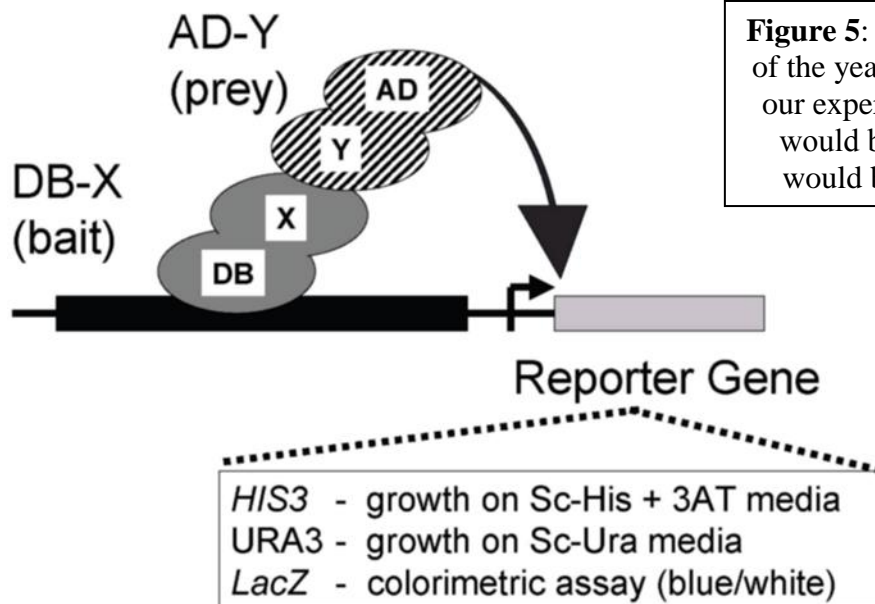 AD-Y
(prey)
AD
Y
DB-X
(bait)
X
DB
Figure 5:
of the yea
our exper
would b
would b
Reporter Gene
HIS3 - growth on Sc-His + 3AT media
URA3 - growth on Sc-Ura media
LacZ - colorimetric assay (blue/white)